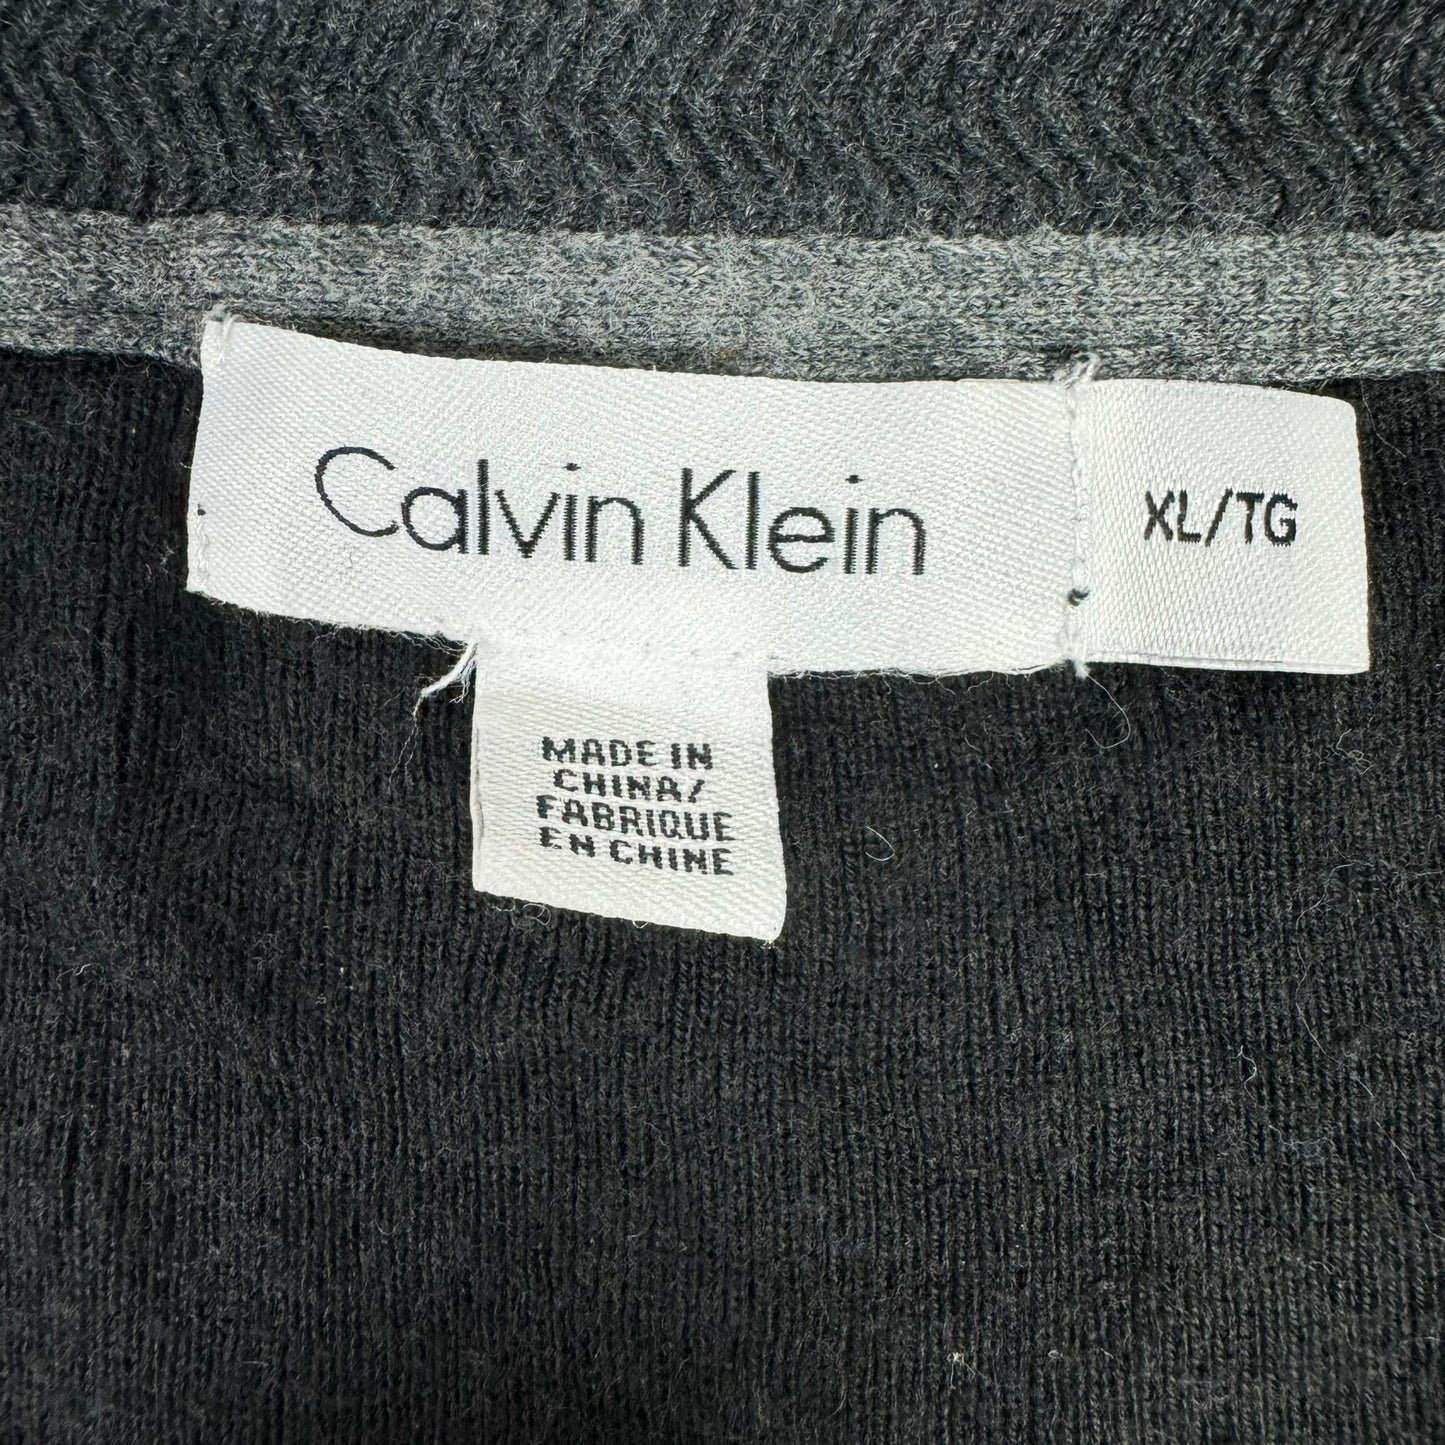 Calvin Klein
XL/TG
MADE IN
CHINA/
FABRIQUE
EN CHINE